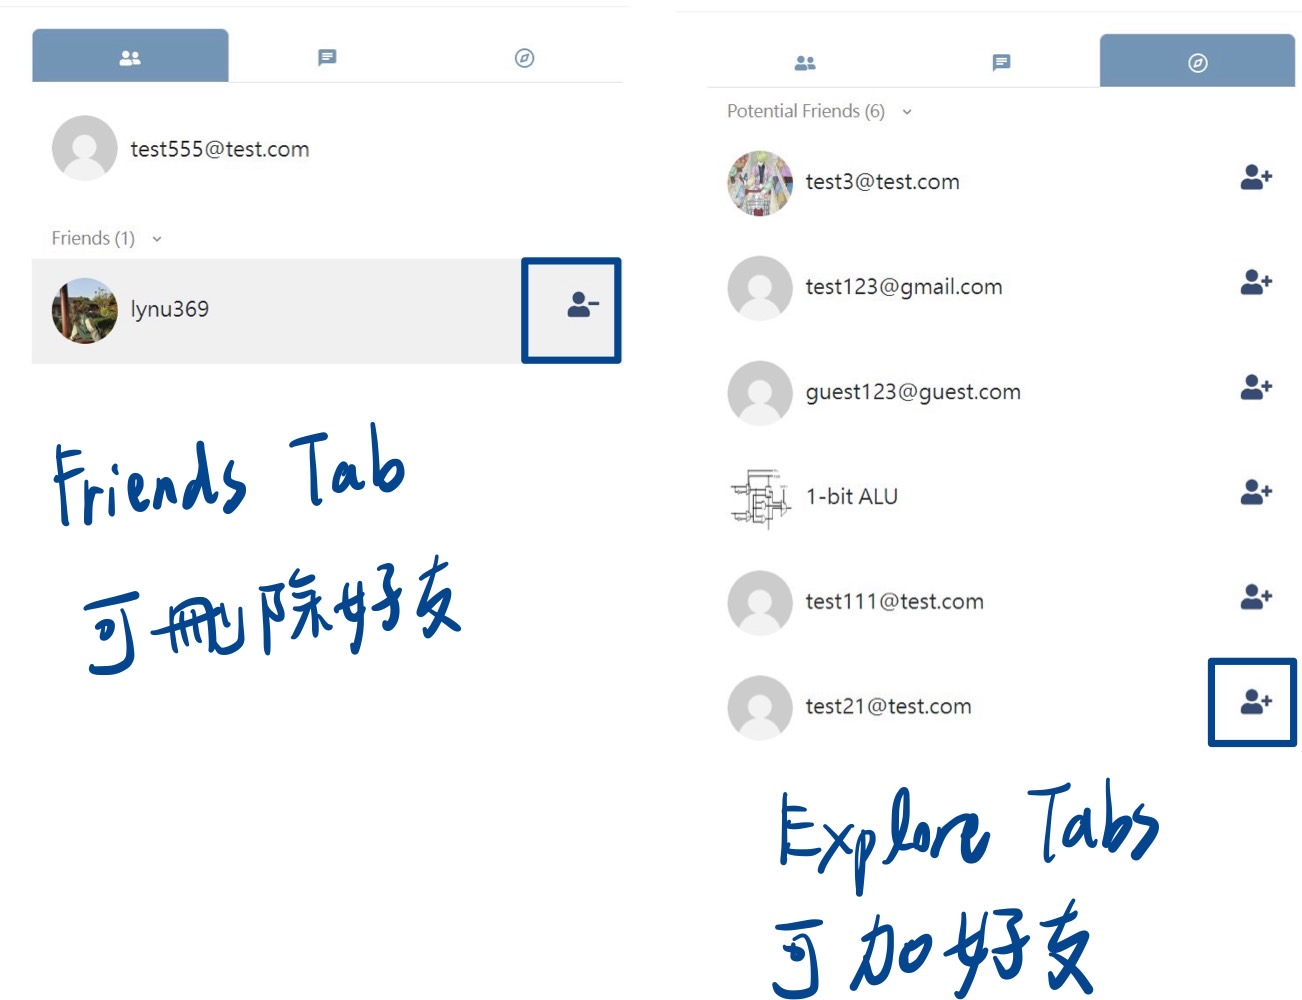 test555@test.com
Friends (1)
lynu369
Friends Tab
可刪除好友
Potential Friends (6)
test3@test.com
test123@gmail.com
guest123@guest.com
1-bit ALU
test111@test.com
test21@test.com
Explore Tabs
可加好友